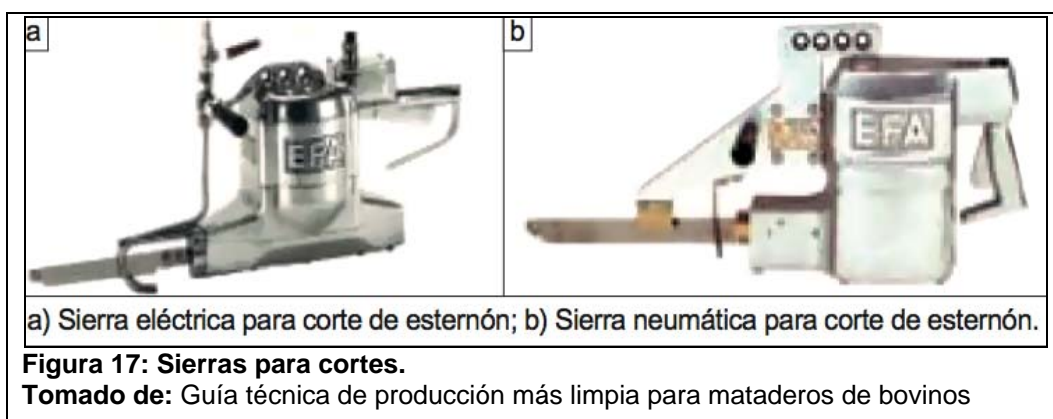 a
b
EFA
EFA
a) Sierra eléctrica para corte de esternón; b) Sierra neumática para corte de esternón.
Figura 17: Sierras para cortes.
Tomado de: Guía técnica de producción más limpia para mataderos de bovinos